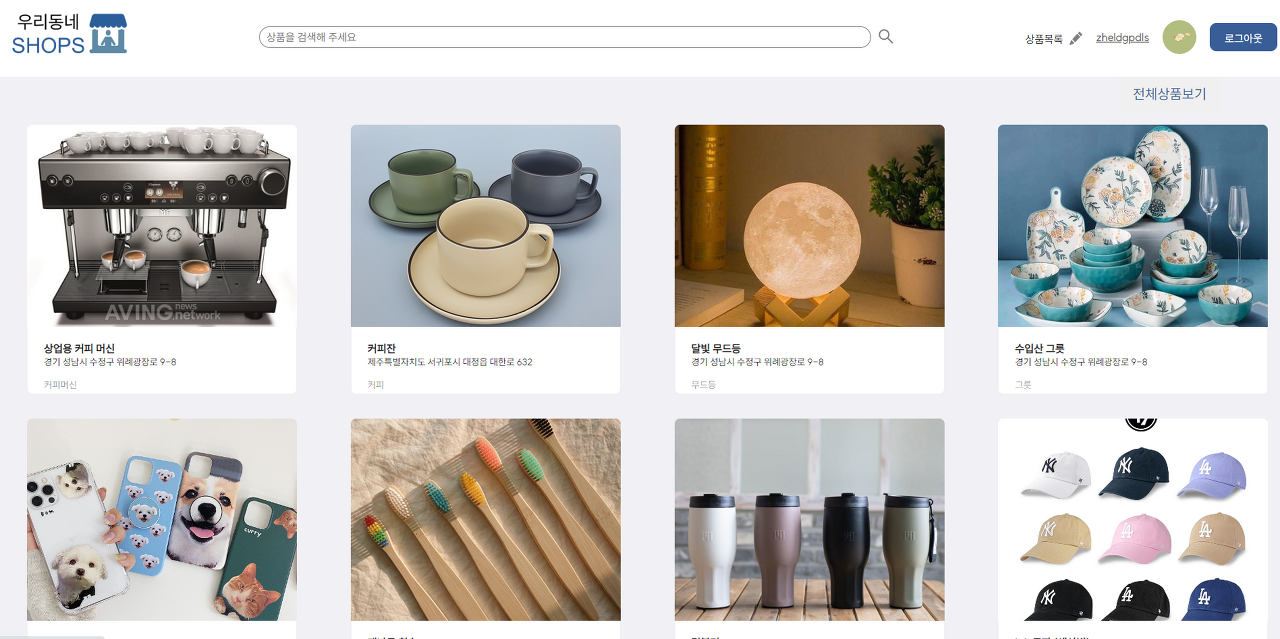 우리동네
SHOPS
상품을 검색해 주세요
상품목록
zheldgpdls
로그아웃
전체상품보기
AVING news network
상업용 커피 머신
경기 성남시 수정구 위례광장로 9-8
커피머신
커피잔
제주특별자치도 서귀포시 대정읍 대한로 632
커피
달빛 무드등
경기 성남시 수정구 위례광장로 9-8
무드등
수입산 그릇
경기 성남시 수정구 위례광장로 9-8
그릇
curry